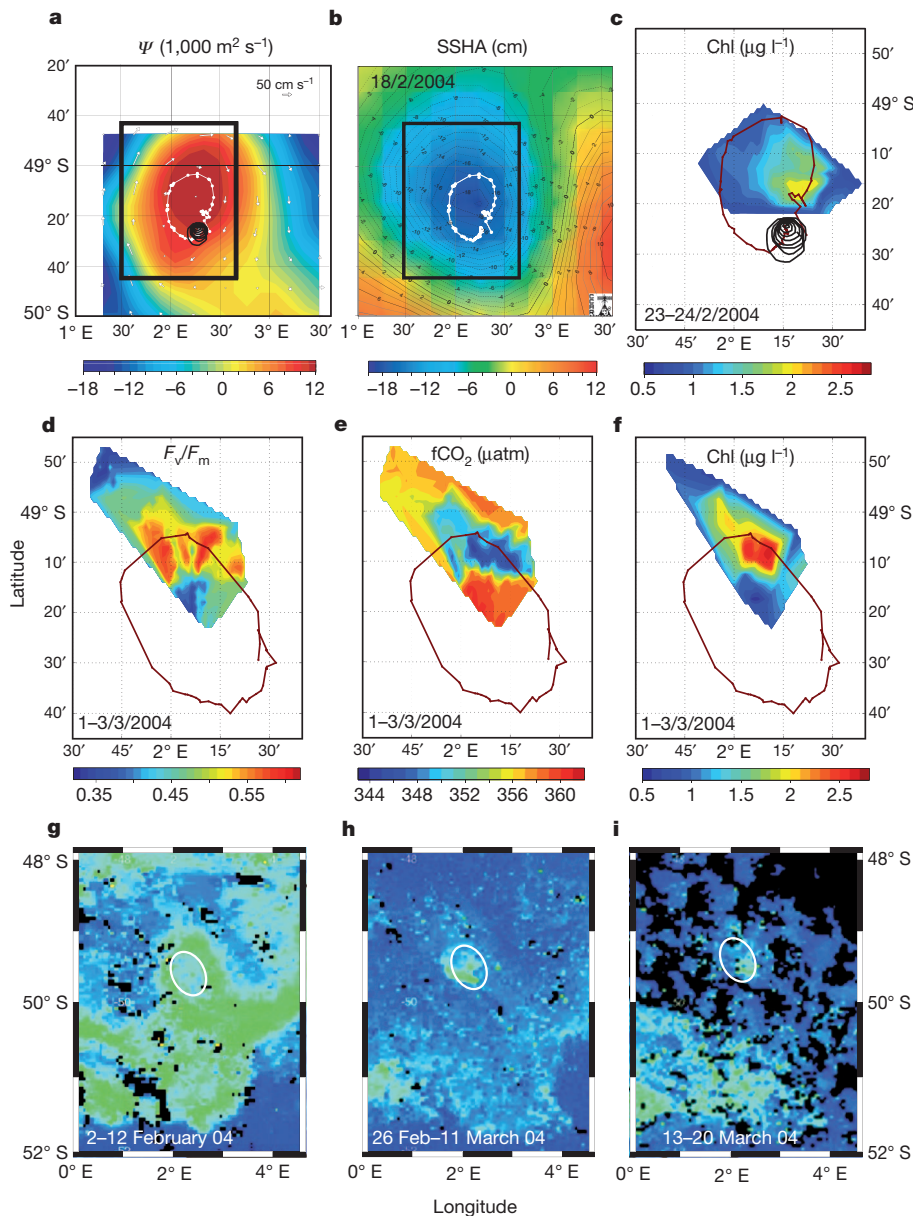 a
Ψ (1,000 m² s⁻¹)
50 cm s⁻¹
20′
40′
49° S
20′
40′
50° S
1° E 30′ 2° E 30′ 3° E 30′
−18 −12 −6 0 6 12
b
SSHA (cm)
18/2/2004
1° E 30′ 2° E 30′ 3° E 30′
−18 −12 −6 0 6 12
c
Chl (μg l⁻¹)
50′
49° S
10′
20′
30′
40′
23–24/2/2004
30′ 45′ 2° E 15′ 30′
0.5 1 1.5 2 2.5
d
Fv/Fm
50′
49° S
10′
20′
30′
40′
Latitude
1–3/3/2004
30′ 45′ 2° E 15′ 30′
0.35 0.45 0.55
e
fCO₂ (μatm)
1–3/3/2004
30′ 45′ 2° E 15′ 30′
344 348 352 356 360
f
Chl (μg l⁻¹)
50′
49° S
10′
20′
30′
40′
1–3/3/2004
30′ 45′ 2° E 15′ 30′
0.5 1 1.5 2 2.5
g
48° S
50° S
52° S
-50
2–12 February 04
0° E 2° E 4° E
h
-48
-50
26 Feb–11 March 04
0° E 2° E 4° E
i
48° S
50° S
52° S
-50
13–20 March 04
0° E 2° E 4° E
Longitude